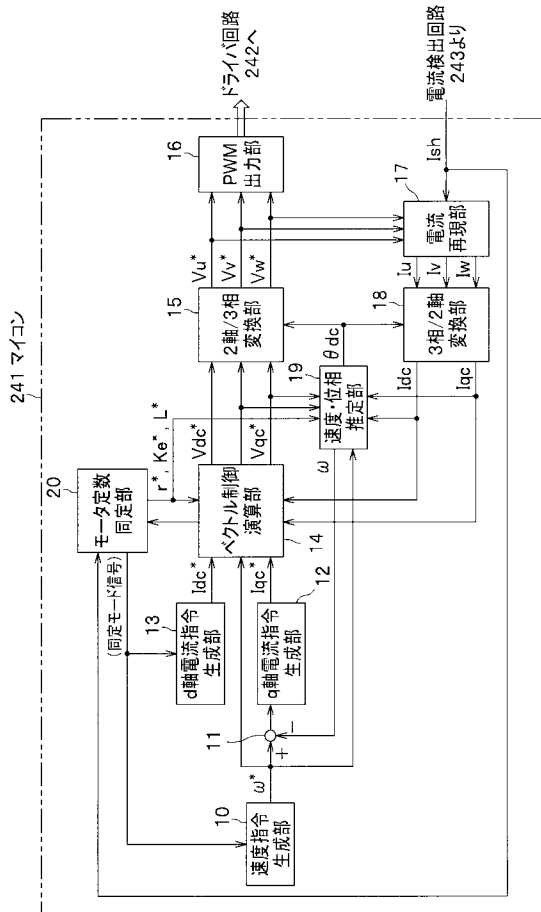 241 マイコン
20
モータ定数
同定部
(同定モード信号)
r*, Ke*, L*
10
速度指令
生成部
ω*
11
+
−
13
d軸電流指令
生成部
12
q軸電流指令
生成部
Idc*
Iqc*
ベクトル制御
演算部
14
Vdc*
Vqc*
15
2軸/3相
変換部
Vu*
Vv*
Vw*
16
PWM
出力部
ドライバ回路
242へ
19
速度・位相
推定部
ω
θdc
17
電流
再現部
Iu
Iv
Iw
18
3相/2軸
変換部
Idc
Iqc
Ish
電流検出回路
243より